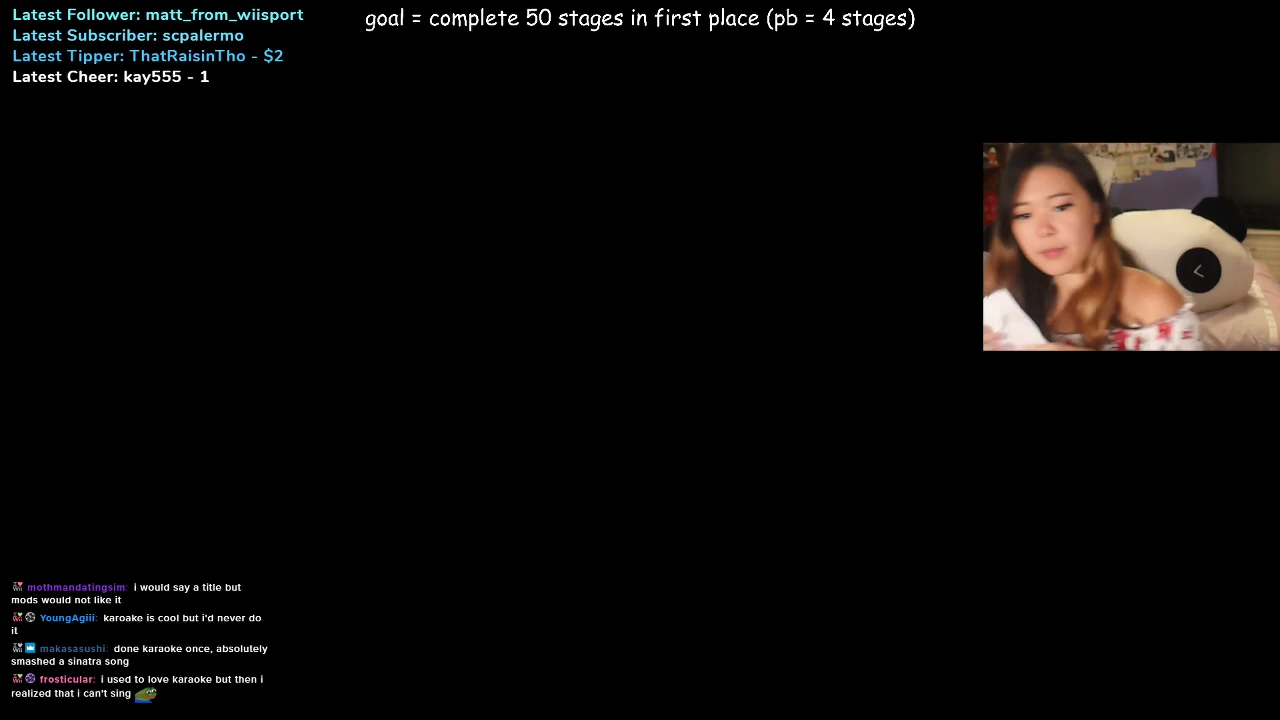 Latest Follower: matt_from_wiisport
Latest Subscriber: scpalermo
Latest Tipper: ThatRaisinTho - $2
Latest Cheer: kay555 - 1
goal = complete 50 stages in first place (pb = 4 stages)
mothmandatingsim: i would say a title but
mods would not like it
YoungAgiii: karoake is cool but i'd never do
it
makasasushi: done karaoke once, absolutely
smashed a sinatra song
frosticular: i used to love karaoke but then i
realized that i can't sing